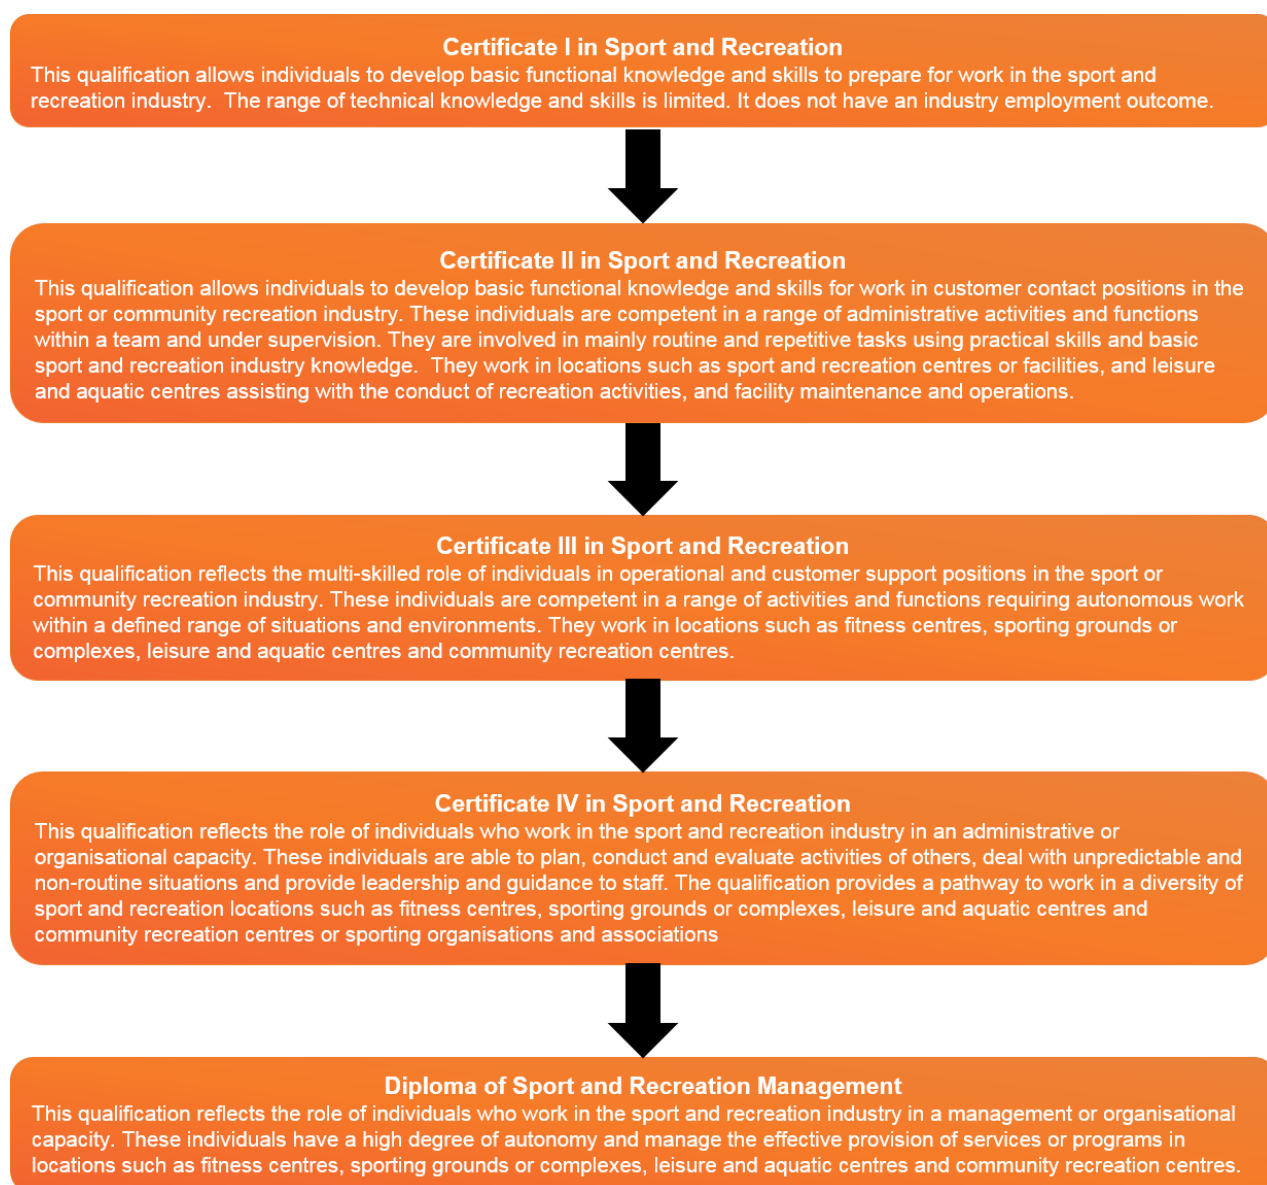 Certificate I in Sport and Recreation
This qualification allows individuals to develop basic functional knowledge and skills to prepare for work in the sport and
recreation industry.  The range of technical knowledge and skills is limited. It does not have an industry employment outcome.
Certificate II in Sport and Recreation
This qualification allows individuals to develop basic functional knowledge and skills for work in customer contact positions in the
sport or community recreation industry. These individuals are competent in a range of administrative activities and functions
within a team and under supervision. They are involved in mainly routine and repetitive tasks using practical skills and basic
sport and recreation industry knowledge.  They work in locations such as sport and recreation centres or facilities, and leisure
and aquatic centres assisting with the conduct of recreation activities, and facility maintenance and operations.
Certificate III in Sport and Recreation
This qualification reflects the multi-skilled role of individuals in operational and customer support positions in the sport or
community recreation industry. These individuals are competent in a range of activities and functions requiring autonomous work
within a defined range of situations and environments. They work in locations such as fitness centres, sporting grounds or
complexes, leisure and aquatic centres and community recreation centres.
Certificate IV in Sport and Recreation
This qualification reflects the role of individuals who work in the sport and recreation industry in an administrative or
organisational capacity. These individuals are able to plan, conduct and evaluate activities of others, deal with unpredictable and
non-routine situations and provide leadership and guidance to staff. The qualification provides a pathway to work in a diversity of
sport and recreation locations such as fitness centres, sporting grounds or complexes, leisure and aquatic centres and
community recreation centres or sporting organisations and associations
Diploma of Sport and Recreation Management
This qualification reflects the role of individuals who work in the sport and recreation industry in a management or organisational
capacity. These individuals have a high degree of autonomy and manage the effective provision of services or programs in
locations such as fitness centres, sporting grounds or complexes, leisure and aquatic centres and community recreation centres.